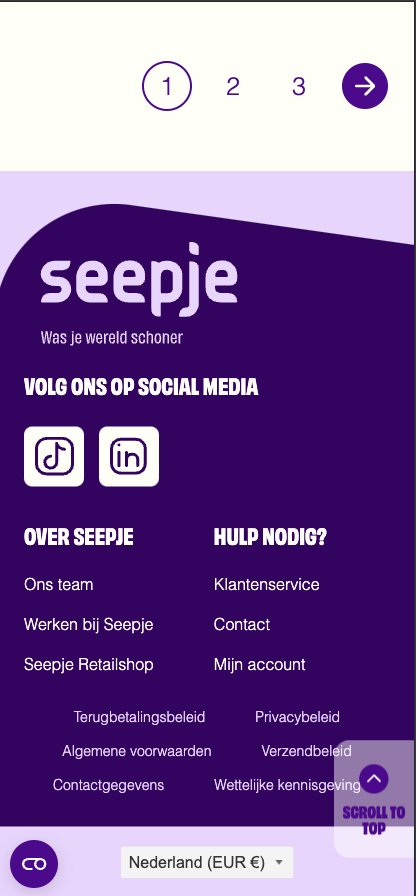 1 2 3
seepje
Was je wereld schoner
VOLG ONS OP SOCIAL MEDIA
in
OVER SEEPJE
Ons team
Werken bij Seepje
Seepje Retailshop
HULP NODIG?
Klantenservice
Contact
Mijn account
Terugbetalingsbeleid Privacybeleid
Algemene voorwaarden Verzendbeleid
Contactgegevens Wettelijke kennisgeving
SCROLL TO
TOP
Nederland (EUR €)